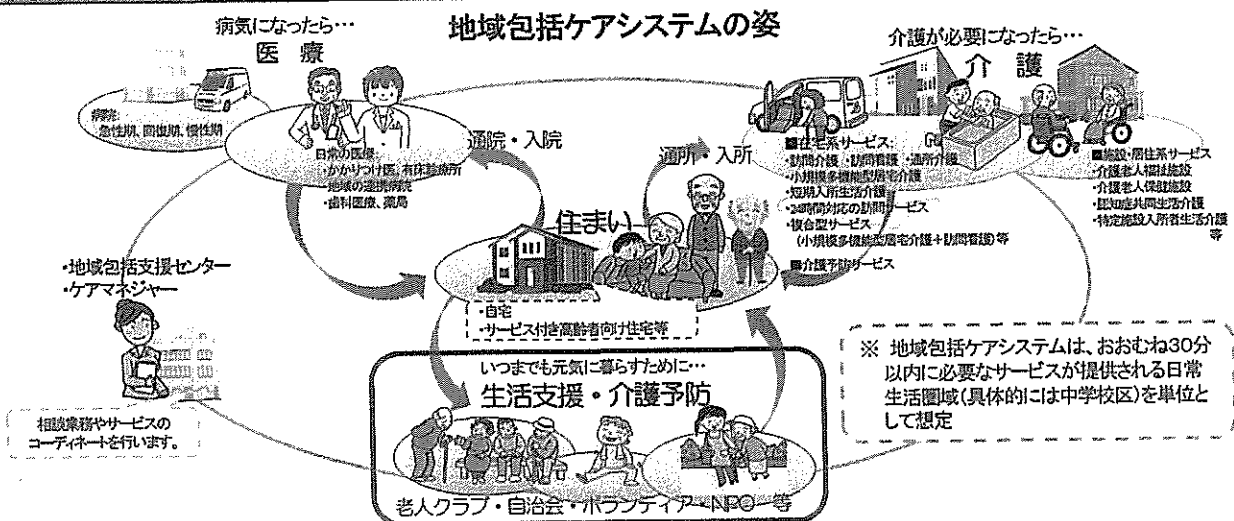 地域包括ケアシステムの姿
病気になったら…
医 療
病院:
急性期、回復期、慢性期
日常の医療:
・かかりつけ医、有床診療所
・地域の連携病院
・歯科医療、薬局
通院・入院
介護が必要になったら…
介 護
通所・入所
■在宅系サービス:
・訪問介護 ・訪問看護 ・通所介護
・小規模多機能型居宅介護
・短期入所生活介護
・24時間対応の訪問サービス
・複合型サービス
(小規模多機能型居宅介護+訪問看護)等
■介護予防サービス
■施設・居住系サービス
・介護老人福祉施設
・介護老人保健施設
・認知症共同生活介護
・特定施設入所者生活介護
等
住まい
・自宅
・サービス付き高齢者向け住宅等
・地域包括支援センター
・ケアマネジャー
相談業務やサービスの
コーディネートを行います。
いつまでも元気に暮らすために…
生活支援・介護予防
老人クラブ・自治会・ボランティア・NPO 等
※ 地域包括ケアシステムは、おおむね30分
以内に必要なサービスが提供される日常
生活圏域(具体的には中学校区)を単位と
して想定